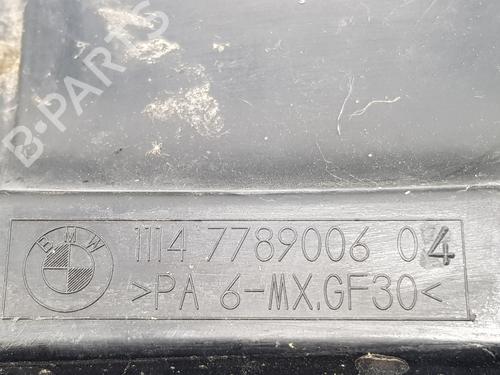 B-PARTS
BMW
1114 7789006 04
>PA 6-MX.GF30<